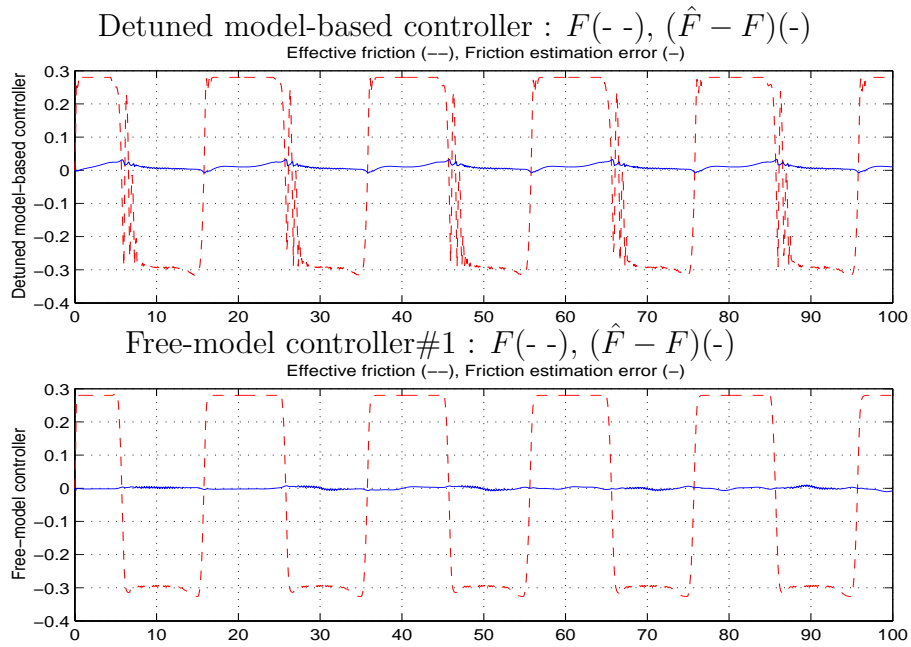 Detuned model-based controller : F(- -), (F̂ − F)(-)
Effective friction (−−), Friction estimation error (−)
Detuned model−based controller
0.3
0.2
0.1
0
−0.1
−0.2
−0.3
−0.4
0 10 20 30 40 50 60 70 80 90 100
Free-model controller#1 : F(- -), (F̂ − F)(-)
Effective friction (−−), Friction estimation error (−)
Free−model controller
0.3
0.2
0.1
0
−0.1
−0.2
−0.3
−0.4
0 10 20 30 40 50 60 70 80 90 100